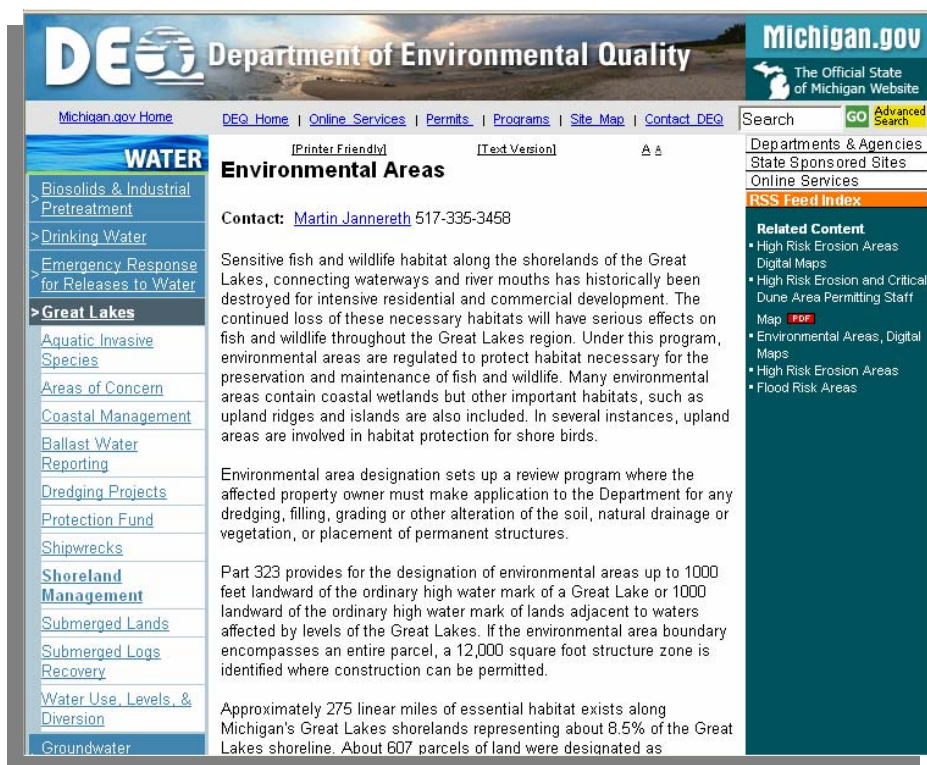 DEQ Department of Environmental Quality
Michigan.gov
The Official State
of Michigan Website
Michigan.gov Home
DEQ Home | Online Services | Permits | Programs | Site Map | Contact DEQ
Search GO Advanced
Search
WATER
> Biosolids & Industrial
Pretreatment
> Drinking Water
> Emergency Response
for Releases to Water
> Great Lakes
Aquatic Invasive
Species
Areas of Concern
Coastal Management
Ballast Water
Reporting
Dredging Projects
Protection Fund
Shipwrecks
Shoreland
Management
Submerged Lands
Submerged Logs
Recovery
Water Use, Levels, &
Diversion
Groundwater
[Printer Friendly] [Text Version] A A
Environmental Areas
Contact: Martin Jannereth 517-335-3458
Sensitive fish and wildlife habitat along the shorelands of the Great
Lakes, connecting waterways and river mouths has historically been
destroyed for intensive residential and commercial development. The
continued loss of these necessary habitats will have serious effects on
fish and wildlife throughout the Great Lakes region. Under this program,
environmental areas are regulated to protect habitat necessary for the
preservation and maintenance of fish and wildlife. Many environmental
areas contain coastal wetlands but other important habitats, such as
upland ridges and islands are also included. In several instances, upland
areas are involved in habitat protection for shore birds.
Environmental area designation sets up a review program where the
affected property owner must make application to the Department for any
dredging, filling, grading or other alteration of the soil, natural drainage or
vegetation, or placement of permanent structures.
Part 323 provides for the designation of environmental areas up to 1000
feet landward of the ordinary high water mark of a Great Lake or 1000
landward of the ordinary high water mark of lands adjacent to waters
affected by levels of the Great Lakes. If the environmental area boundary
encompasses an entire parcel, a 12,000 square foot structure zone is
identified where construction can be permitted.
Approximately 275 linear miles of essential habitat exists along
Michigan's Great Lakes shorelands representing about 8.5% of the Great
Lakes shoreline. About 607 parcels of land were designated as
Departments & Agencies
State Sponsored Sites
Online Services
RSS Feed Index
Related Content
▪ High Risk Erosion Areas
Digital Maps
▪ High Risk Erosion and Critical
Dune Area Permitting Staff
Map PDF
▪ Environmental Areas, Digital
Maps
▪ High Risk Erosion Areas
▪ Flood Risk Areas